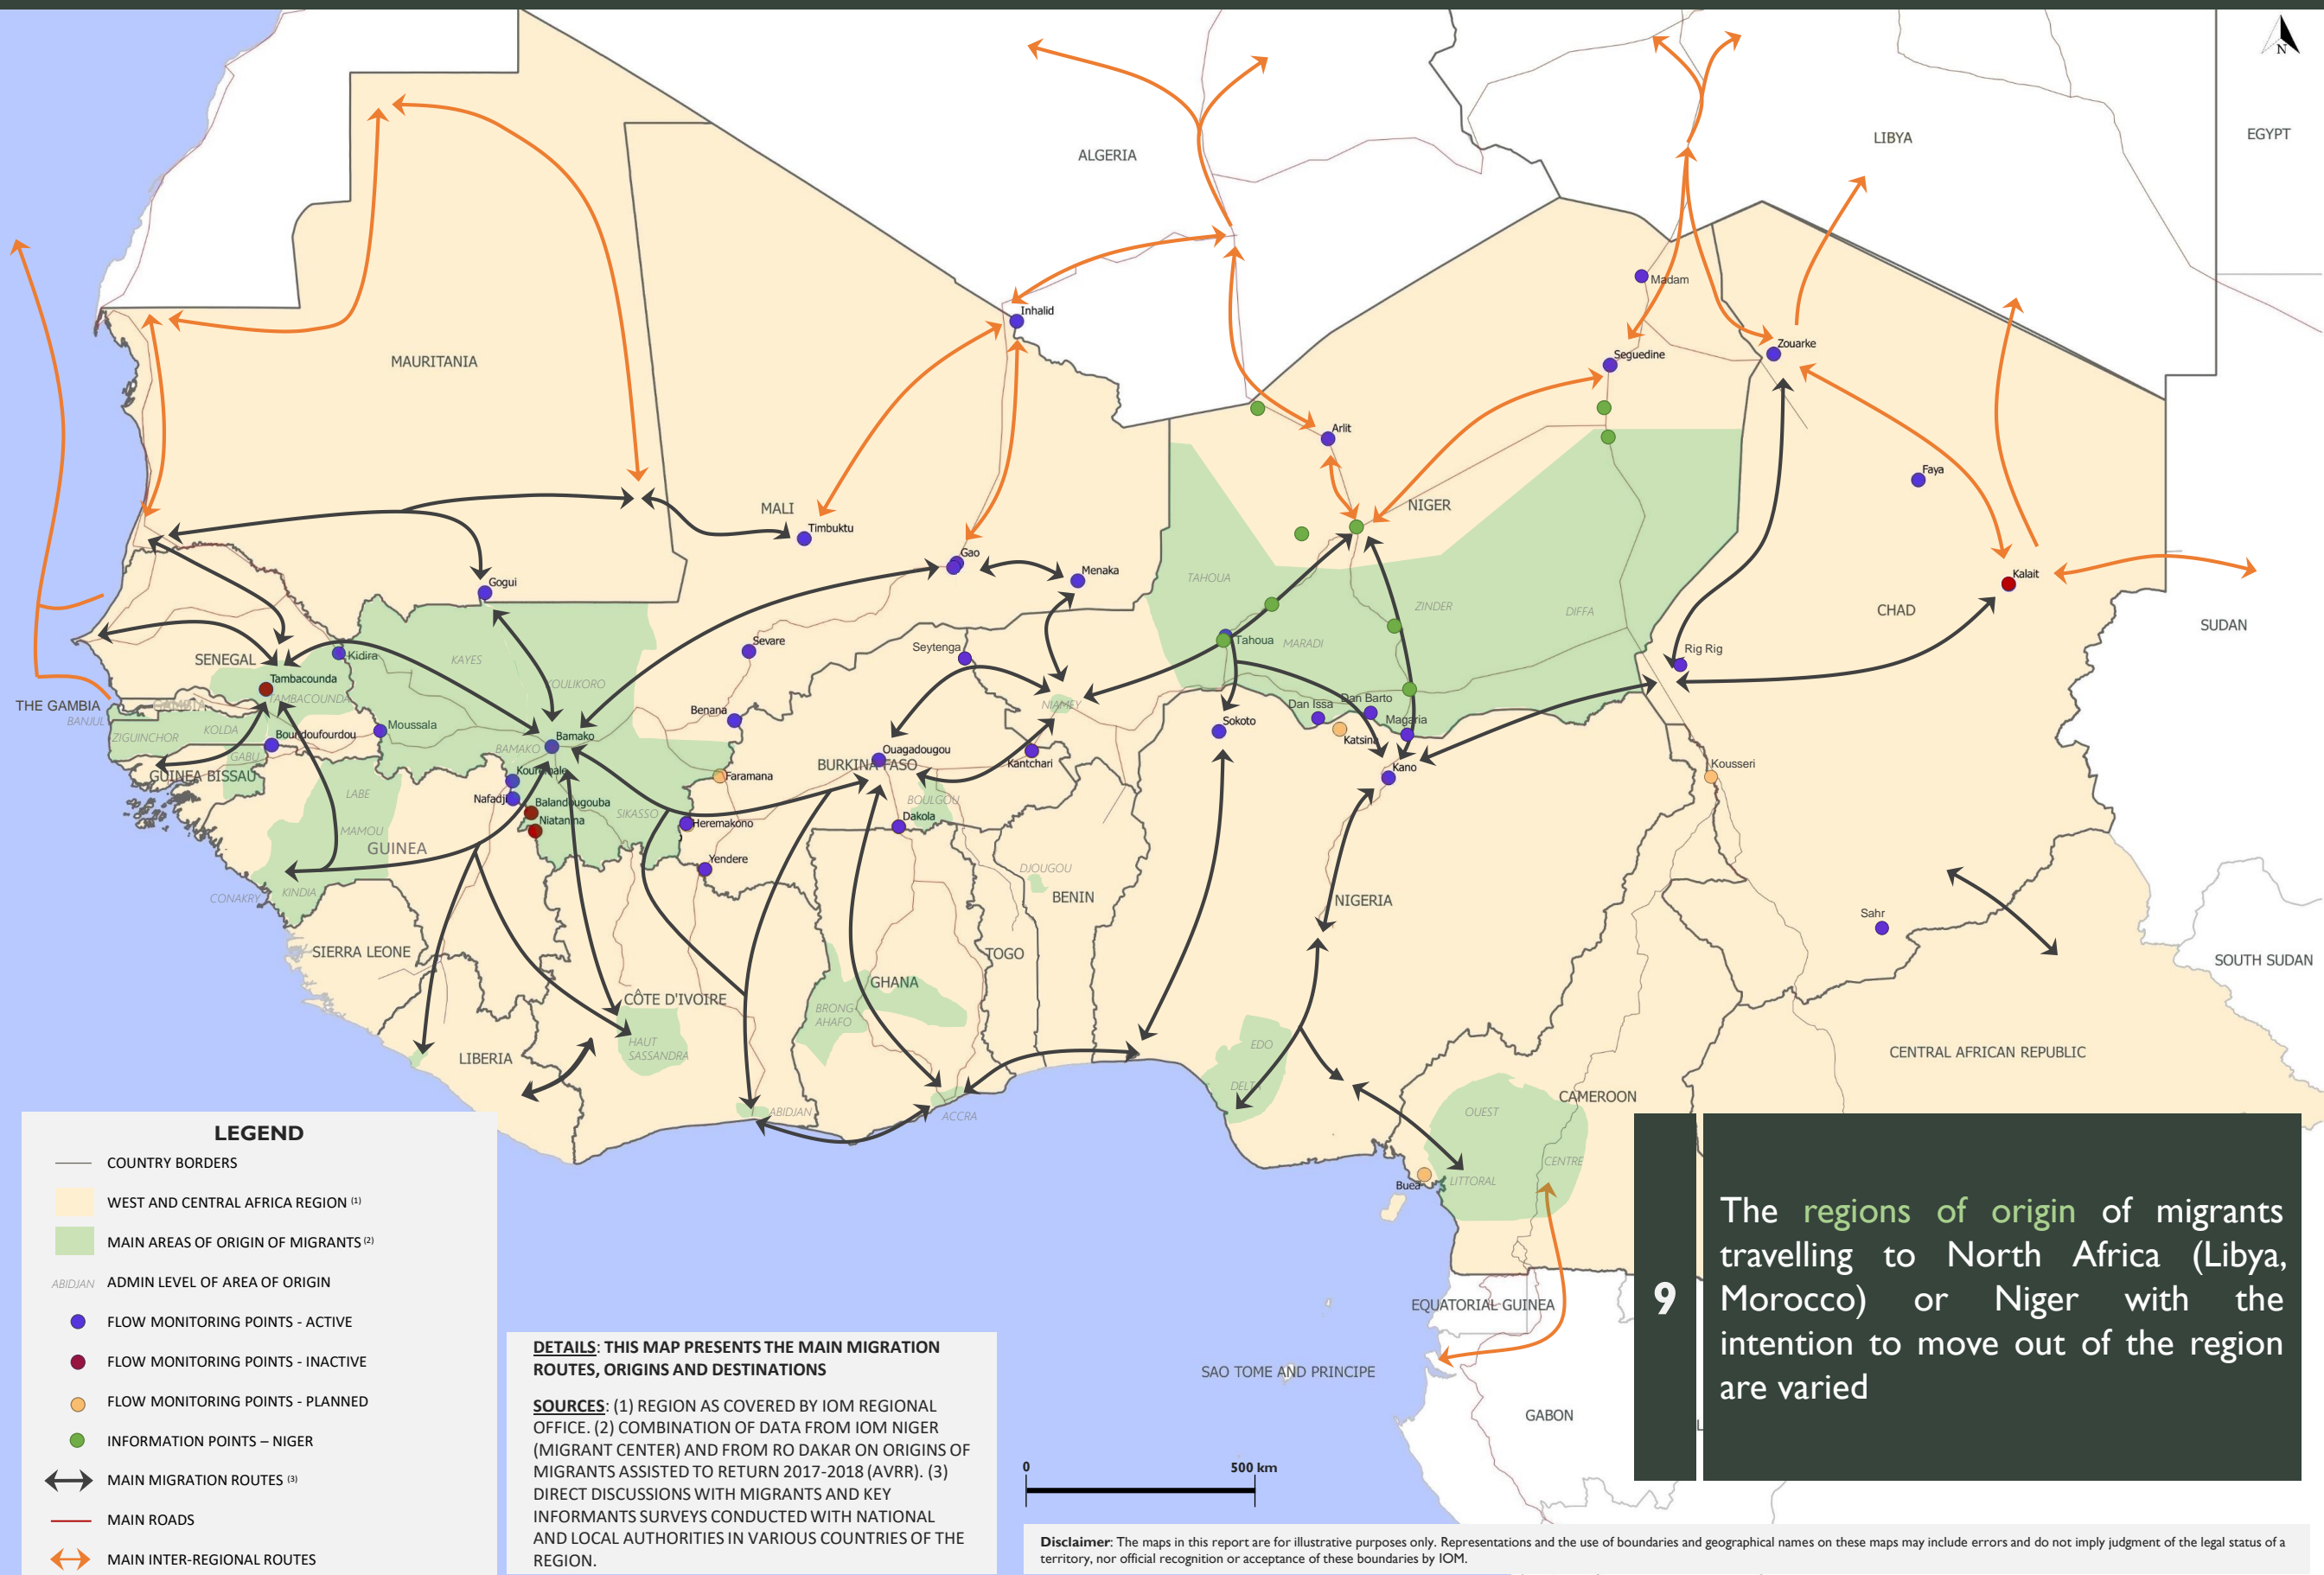 N
ALGERIA
LIBYA
EGYPT
MAURITANIA
Madam
Inhalid
Zouarke
Seguedine
Arlit
Faya
NIGER
MALI
Timbuktu
Gao
Menaka
Gogui
Kalait
TAHOUA
ZINDER
DIFFA
CHAD
SUDAN
Tahoua
MARADI
Sevare
Seytenga
Rig Rig
Kidira
SENEGAL
KAYES
KOULIKORO
Tambacounda
TAMBACOUNDA
THE GAMBIA
GAMBIA
BANJUL
NIAMEY
Dan Barto
Dan Issa
Magaria
Benana
Moussala
KOLDA
ZIGUINCHOR
Boundoufourdou
Sokoto
Katsina
BAMAKO
Bamako
GABU
GUINEA BISSAU
Ouagadougou
BURKINA FASO
Kantchari
Kano
Kousseri
Faramana
Kouremale
Nafadji
LABE
Balandougouba
Niatanina
SIKASSO
Heremakono
BOULGOU
Dakola
MAMOU
GUINEA
Yendere
DJOUGOU
BENIN
KINDIA
CONAKRY
NIGERIA
Sahr
SIERRA LEONE
TOGO
SOUTH SUDAN
GHANA
CÔTE D'IVOIRE
BRONG
AHAFO
HAUT
SASSANDRA
EDO
LIBERIA
CENTRAL AFRICAN REPUBLIC
DELTA
CAMEROON
ABIDJAN
ACCRA
OUEST
CENTRE
LITTORAL
Buea
EQUATORIAL GUINEA
SAO TOME AND PRINCIPE
GABON
LEGEND
COUNTRY BORDERS
WEST AND CENTRAL AFRICA REGION (1)
MAIN AREAS OF ORIGIN OF MIGRANTS (2)
ABIDJAN ADMIN LEVEL OF AREA OF ORIGIN
FLOW MONITORING POINTS - ACTIVE
FLOW MONITORING POINTS - INACTIVE
FLOW MONITORING POINTS - PLANNED
INFORMATION POINTS – NIGER
MAIN MIGRATION ROUTES (3)
MAIN ROADS
MAIN INTER-REGIONAL ROUTES
DETAILS: THIS MAP PRESENTS THE MAIN MIGRATION
ROUTES, ORIGINS AND DESTINATIONS
SOURCES: (1) REGION AS COVERED BY IOM REGIONAL
OFFICE. (2) COMBINATION OF DATA FROM IOM NIGER
(MIGRANT CENTER) AND FROM RO DAKAR ON ORIGINS OF
MIGRANTS ASSISTED TO RETURN 2017-2018 (AVRR). (3)
DIRECT DISCUSSIONS WITH MIGRANTS AND KEY
INFORMANTS SURVEYS CONDUCTED WITH NATIONAL
AND LOCAL AUTHORITIES IN VARIOUS COUNTRIES OF THE
REGION.
0 500 km
9
The regions of origin of migrants
travelling to North Africa (Libya,
Morocco) or Niger with the
intention to move out of the region
are varied
Disclaimer: The maps in this report are for illustrative purposes only. Representations and the use of boundaries and geographical names on these maps may include errors and do not imply judgment of the legal status of a
territory, nor official recognition or acceptance of these boundaries by IOM.